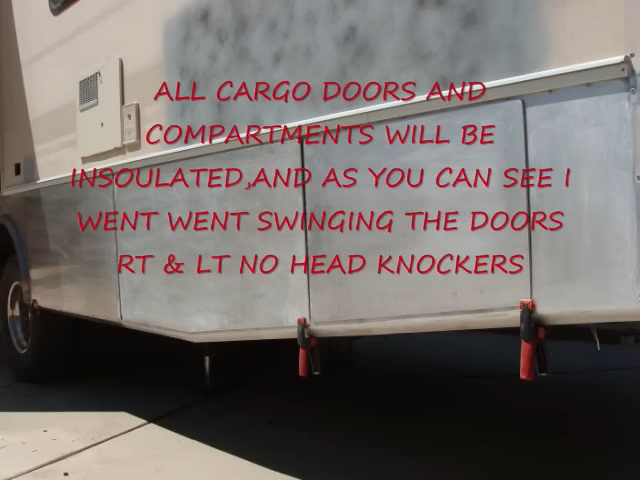 ALL CARGO DOORS AND
COMPARTMENTS WILL BE
INSOULATED,AND AS YOU CAN SEE I
WENT WENT SWINGING THE DOORS
RT & LT NO HEAD KNOCKERS